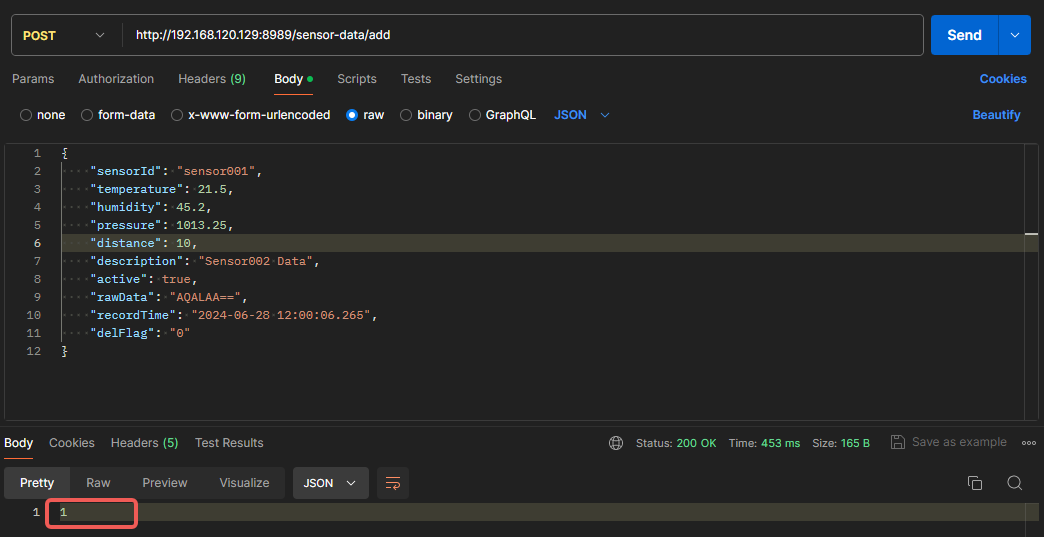 POST http://192.168.120.129:8989/sensor-data/add Send
Params Authorization Headers (9) Body Scripts Tests Settings Cookies
none form-data x-www-form-urlencoded raw binary GraphQL JSON Beautify
1 {
2 ····"sensorId":·"sensor001",
3 ····"temperature":·21.5,
4 ····"humidity":·45.2,
5 ····"pressure":·1013.25,
6 ····"distance":·10,
7 ····"description":·"Sensor002·Data",
8 ····"active":·true,
9 ····"rawData":·"AQALAA==",
10 ····"recordTime":·"2024-06-28·12:00:06.265",
11 ····"delFlag":·"0"
12 }
Body Cookies Headers (5) Test Results Status: 200 OK Time: 453 ms Size: 165 B Save as example
Pretty Raw Preview Visualize JSON
1 1